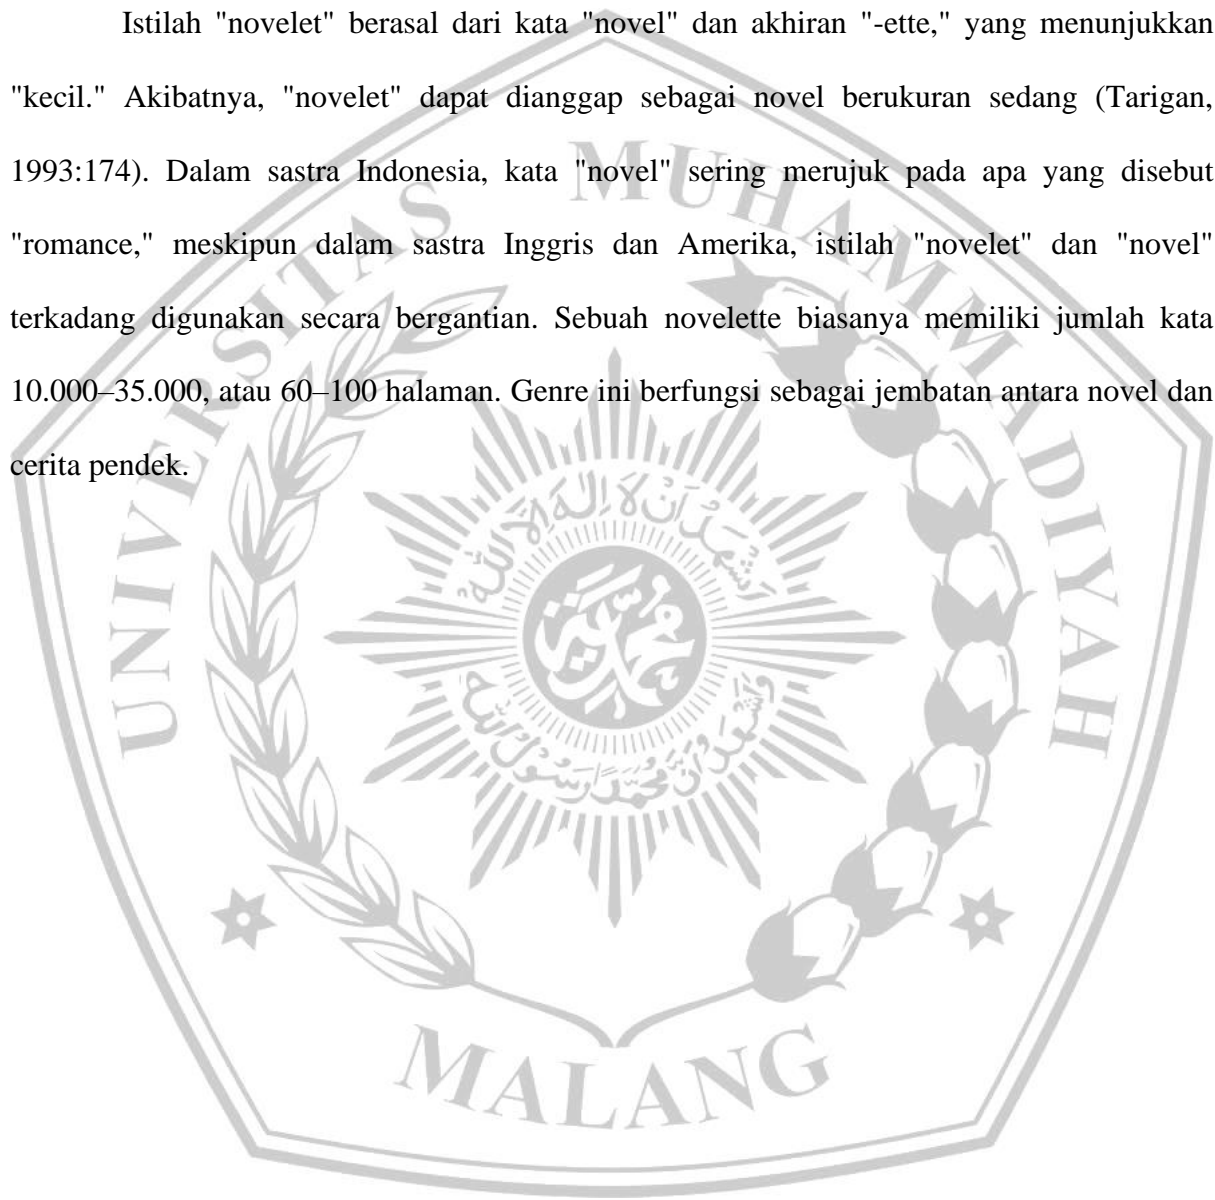 Istilah "novelet" berasal dari kata "novel" dan akhiran "-ette," yang menunjukkan
"kecil." Akibatnya, "novelet" dapat dianggap sebagai novel berukuran sedang (Tarigan,
1993:174). Dalam sastra Indonesia, kata "novel" sering merujuk pada apa yang disebut
"romance," meskipun dalam sastra Inggris dan Amerika, istilah "novelet" dan "novel"
terkadang digunakan secara bergantian. Sebuah novelette biasanya memiliki jumlah kata
10.000–35.000, atau 60–100 halaman. Genre ini berfungsi sebagai jembatan antara novel dan
cerita pendek.
UNIVERSITAS MUHAMMADIYAH
MALANG